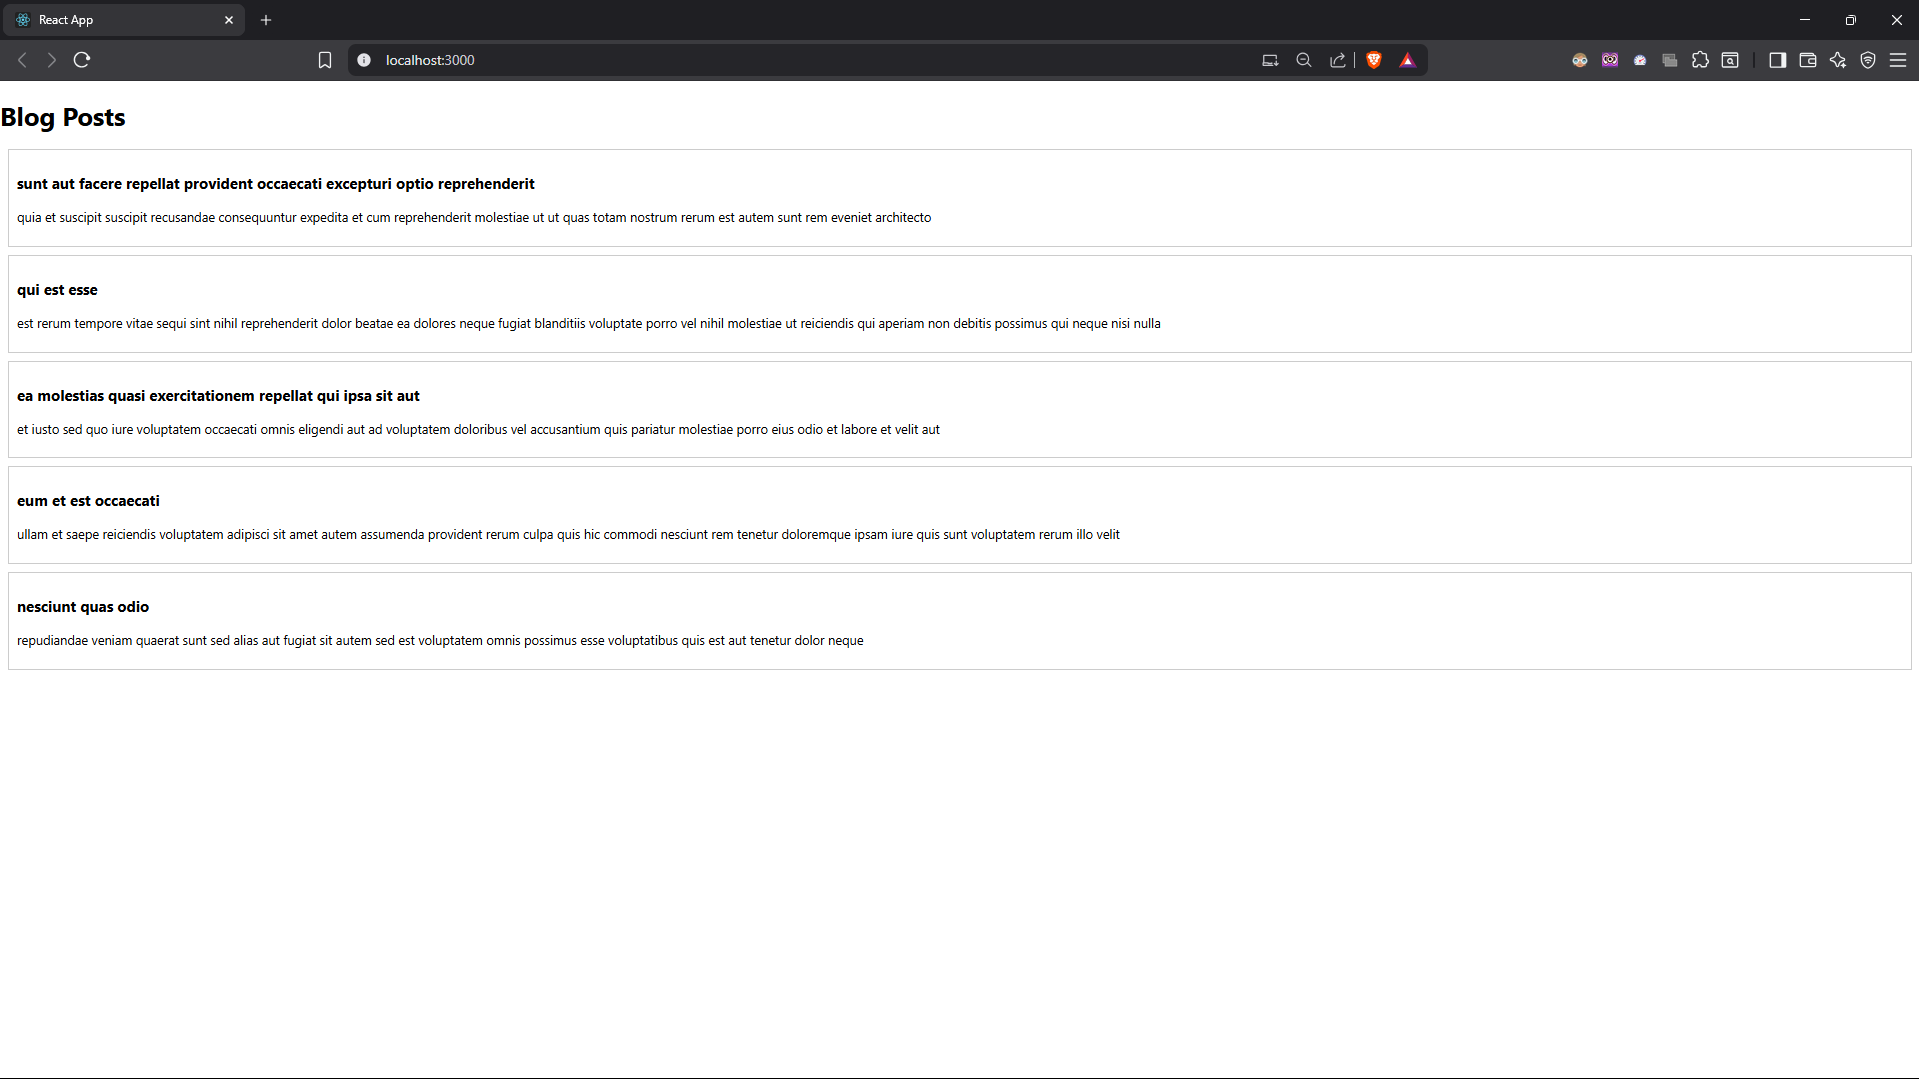 React App
localhost:3000
Blog Posts
sunt aut facere repellat provident occaecati excepturi optio reprehenderit
quia et suscipit suscipit recusandae consequuntur expedita et cum reprehenderit molestiae ut ut quas totam nostrum rerum est autem sunt rem eveniet architecto
qui est esse
est rerum tempore vitae sequi sint nihil reprehenderit dolor beatae ea dolores neque fugiat blanditiis voluptate porro vel nihil molestiae ut reiciendis qui aperiam non debitis possimus qui neque nisi nulla
ea molestias quasi exercitationem repellat qui ipsa sit aut
et iusto sed quo iure voluptatem occaecati omnis eligendi aut ad voluptatem doloribus vel accusantium quis pariatur molestiae porro eius odio et labore et velit aut
eum et est occaecati
ullam et saepe reiciendis voluptatem adipisci sit amet autem assumenda provident rerum culpa quis hic commodi nesciunt rem tenetur doloremque ipsam iure quis sunt voluptatem rerum illo velit
nesciunt quas odio
repudiandae veniam quaerat sunt sed alias aut fugiat sit autem sed est voluptatem omnis possimus esse voluptatibus quis est aut tenetur dolor neque